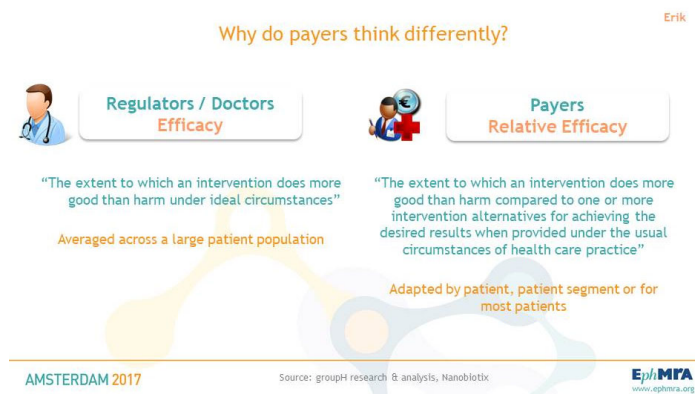 Erik
Why do payers think differently?
Regulators / Doctors
Efficacy
€
Payers
Relative Efficacy
“The extent to which an intervention does more
good than harm under ideal circumstances”
Averaged across a large patient population
“The extent to which an intervention does more
good than harm compared to one or more
intervention alternatives for achieving the
desired results when provided under the usual
circumstances of health care practice”
Adapted by patient, patient segment or for
most patients
AMSTERDAM 2017
Source: groupH research & analysis, Nanobiotix
EphMRA
www.ephmra.org